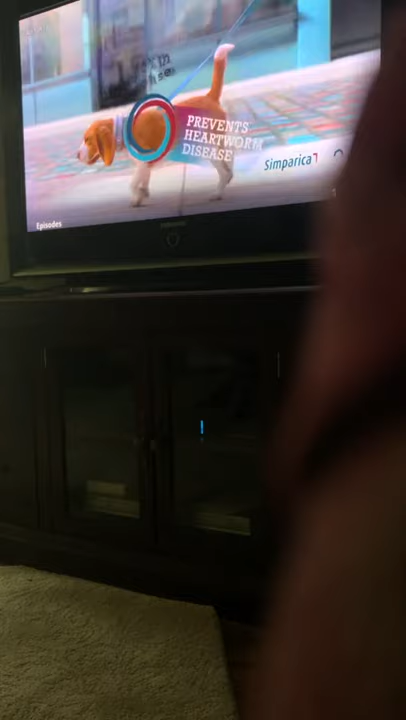 PREVENTS
HEARTWORM
DISEASE
Simparica
Episodes